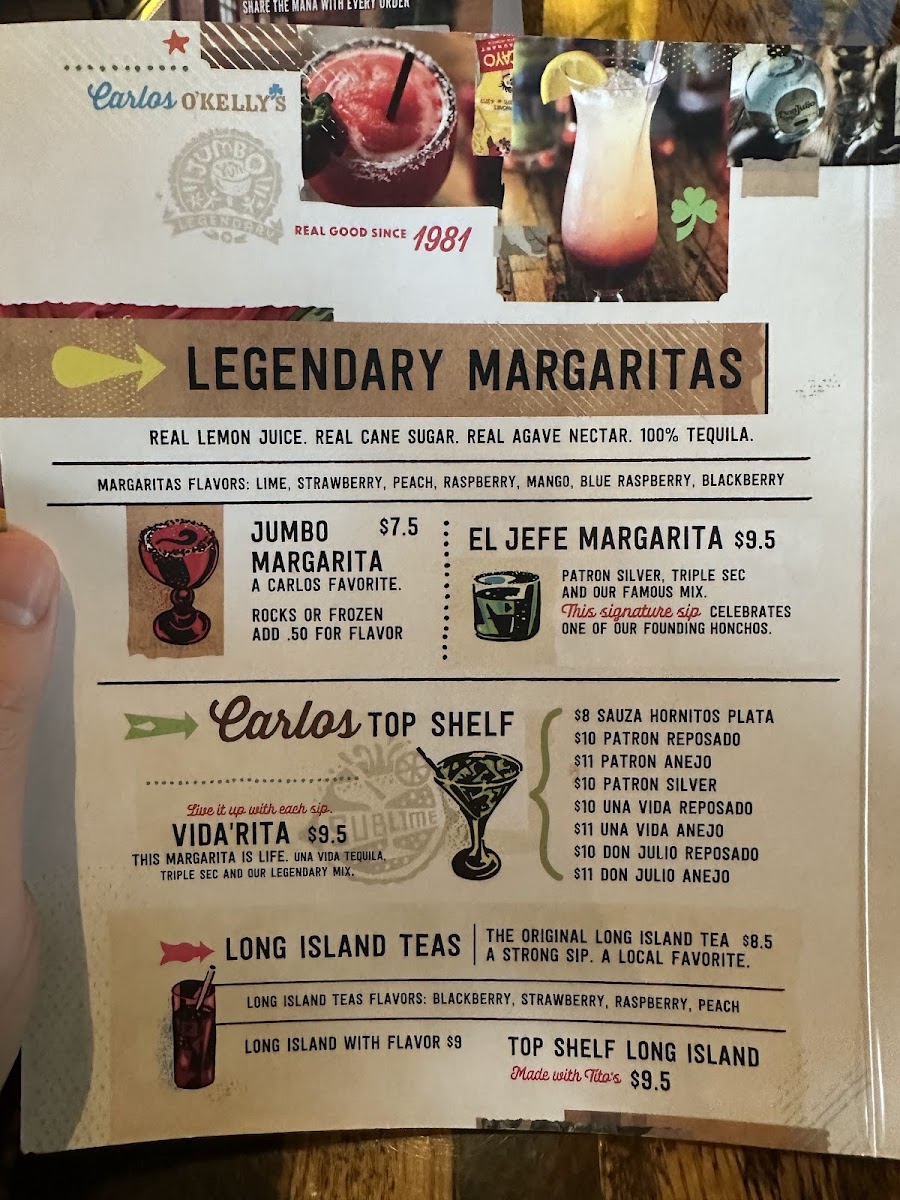 SHARE THE MANA WITH EVERY ORDER
Carlos O'KELLY'S
JUMBO
LEGENDARY
REAL GOOD SINCE 1981
LEGENDARY MARGARITAS
REAL LEMON JUICE. REAL CANE SUGAR. REAL AGAVE NECTAR. 100% TEQUILA.
MARGARITAS FLAVORS: LIME, STRAWBERRY, PEACH, RASPBERRY, MANGO, BLUE RASPBERRY, BLACKBERRY
JUMBO $7.5
MARGARITA
A CARLOS FAVORITE.
ROCKS OR FROZEN
ADD .50 FOR FLAVOR
EL JEFE MARGARITA $9.5
PATRON SILVER, TRIPLE SEC
AND OUR FAMOUS MIX.
This signature sip CELEBRATES
ONE OF OUR FOUNDING HONCHOS.
Carlos TOP SHELF
Live it up with each sip.
VIDA'RITA $9.5
THIS MARGARITA IS LIFE. UNA VIDA TEQUILA,
TRIPLE SEC AND OUR LEGENDARY MIX.
SUBLIME
$8 SAUZA HORNITOS PLATA
$10 PATRON REPOSADO
$11 PATRON ANEJO
$10 PATRON SILVER
$10 UNA VIDA REPOSADO
$11 UNA VIDA ANEJO
$10 DON JULIO REPOSADO
$11 DON JULIO ANEJO
LONG ISLAND TEAS
THE ORIGINAL LONG ISLAND TEA $8.5
A STRONG SIP. A LOCAL FAVORITE.
LONG ISLAND TEAS FLAVORS: BLACKBERRY, STRAWBERRY, RASPBERRY, PEACH
LONG ISLAND WITH FLAVOR $9
TOP SHELF LONG ISLAND
Made with Tito's $9.5